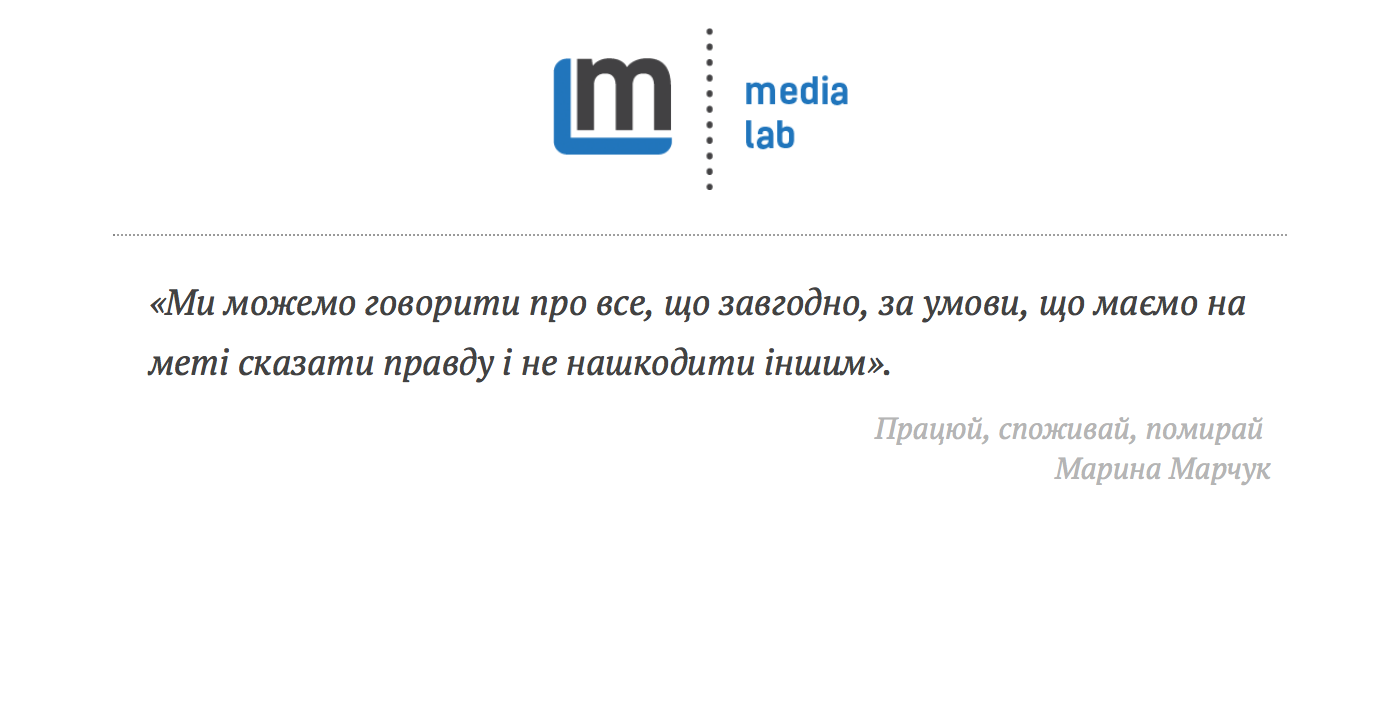 m
media
lab
«Ми можемо говорити про все, що завгодно, за умови, що маємо на
меті сказати правду і не нашкодити іншим».
Працюй, споживай, помирай
Марина Марчук